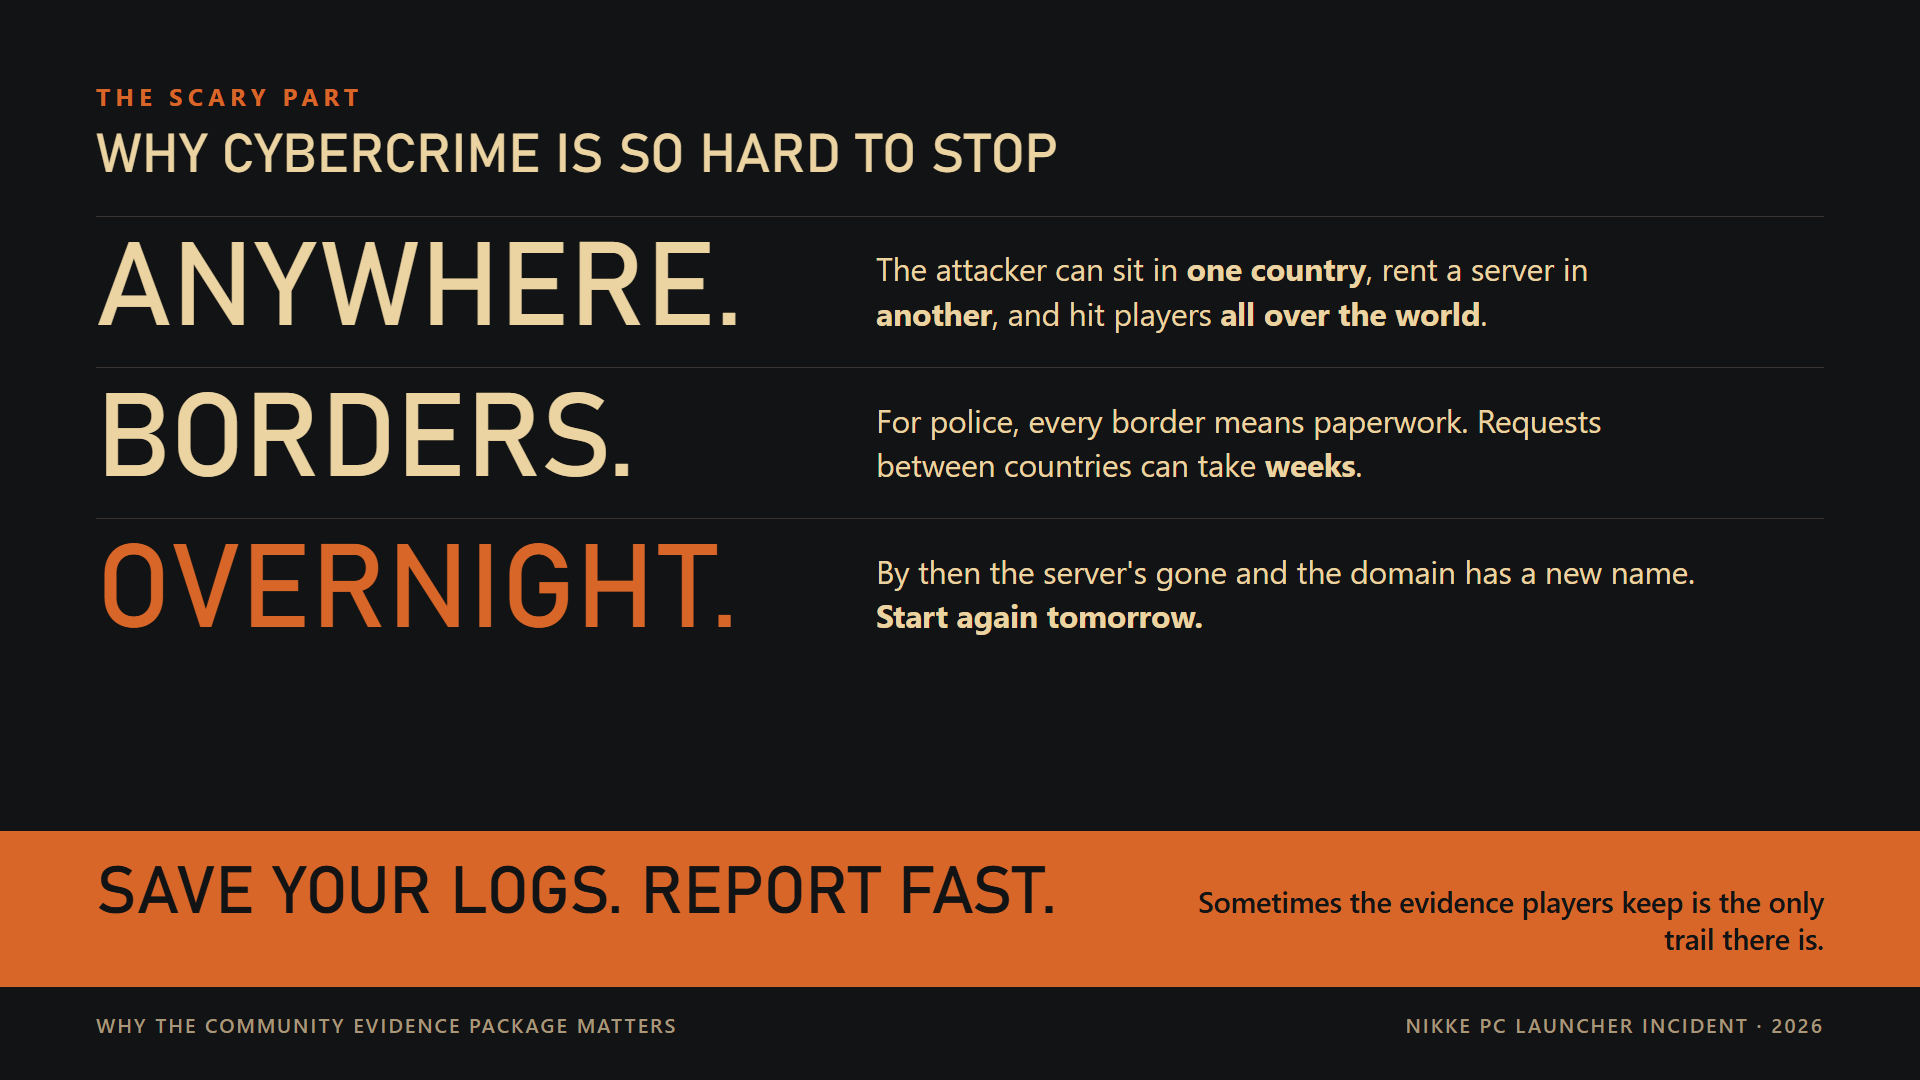 THE SCARY PART
WHY CYBERCRIME IS SO HARD TO STOP
ANYWHERE.
The attacker can sit in one country, rent a server in
another, and hit players all over the world.
BORDERS.
For police, every border means paperwork. Requests
between countries can take weeks.
OVERNIGHT.
By then the server's gone and the domain has a new name.
Start again tomorrow.
SAVE YOUR LOGS. REPORT FAST.
Sometimes the evidence players keep is the only
trail there is.
WHY THE COMMUNITY EVIDENCE PACKAGE MATTERS
NIKKE PC LAUNCHER INCIDENT · 2026